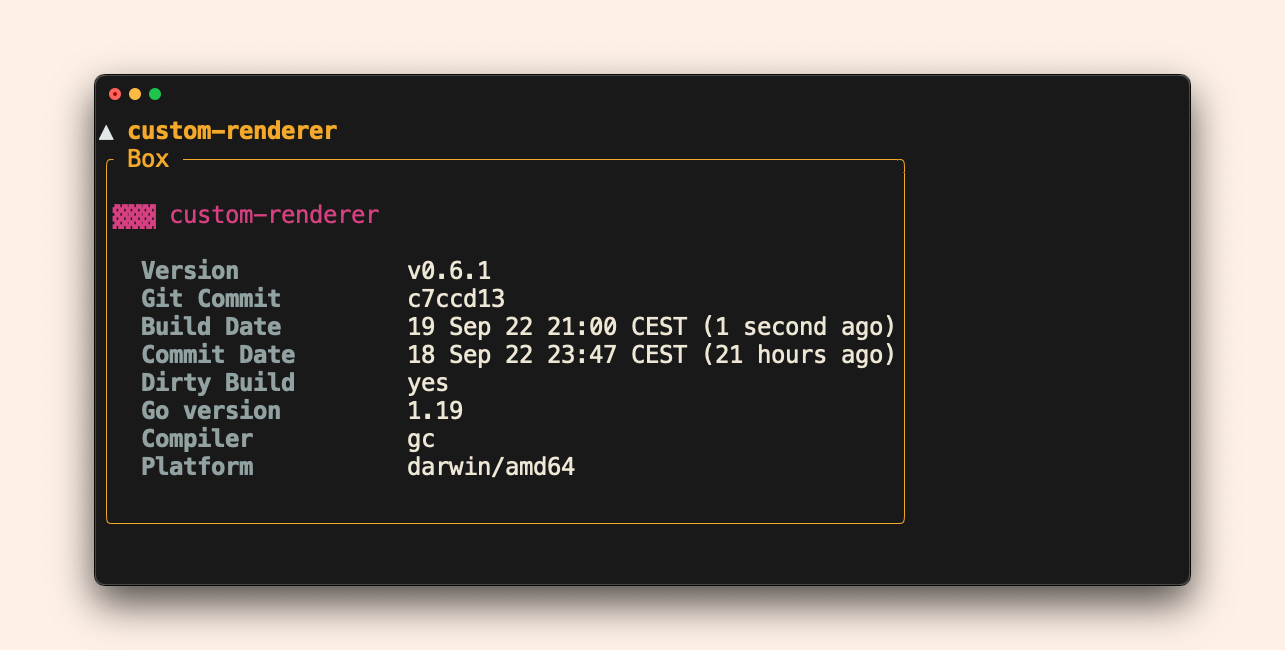 ▲ custom-renderer
Box
▓▓▓ custom-renderer
Version v0.6.1
Git Commit c7ccd13
Build Date 19 Sep 22 21:00 CEST (1 second ago)
Commit Date 18 Sep 22 23:47 CEST (21 hours ago)
Dirty Build yes
Go version 1.19
Compiler gc
Platform darwin/amd64